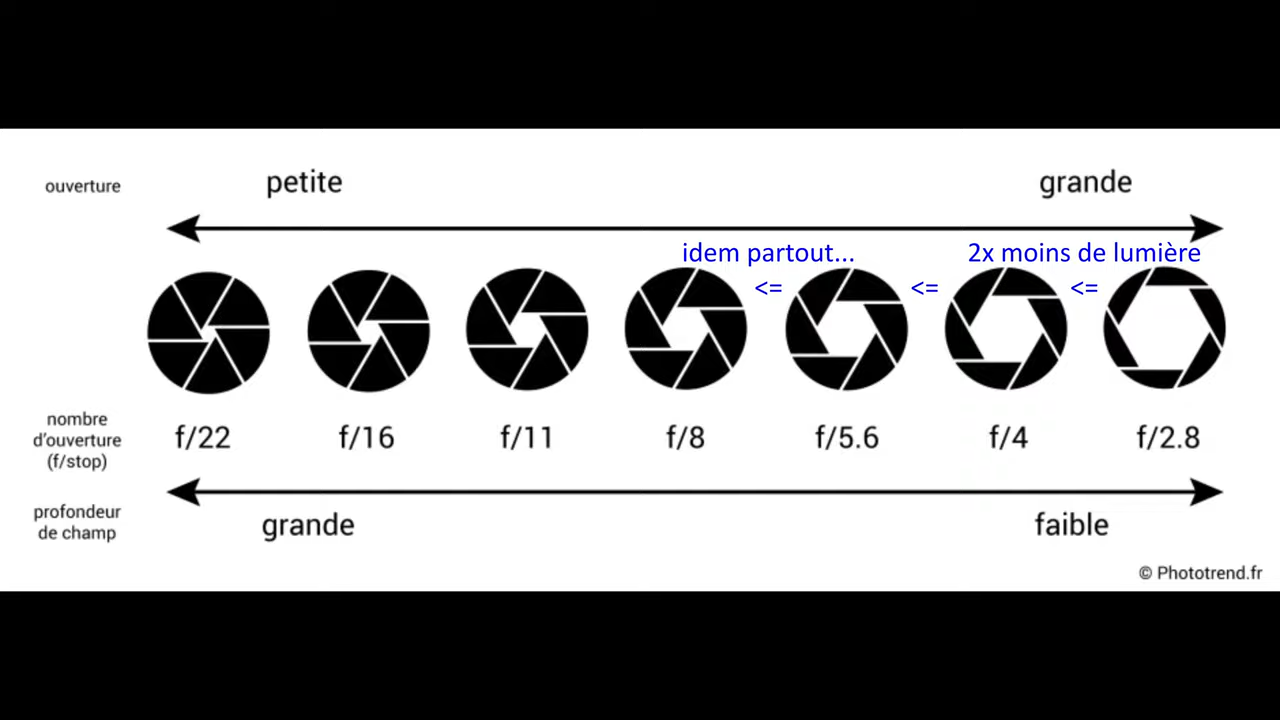 ouverture
petite
grande
idem partout...
2x moins de lumière
<=
<=
<=
f/22
f/16
f/11
f/8
f/5.6
f/4
f/2.8
nombre
d'ouverture
(f/stop)
profondeur
de champ
grande
faible
© Phototrend.fr